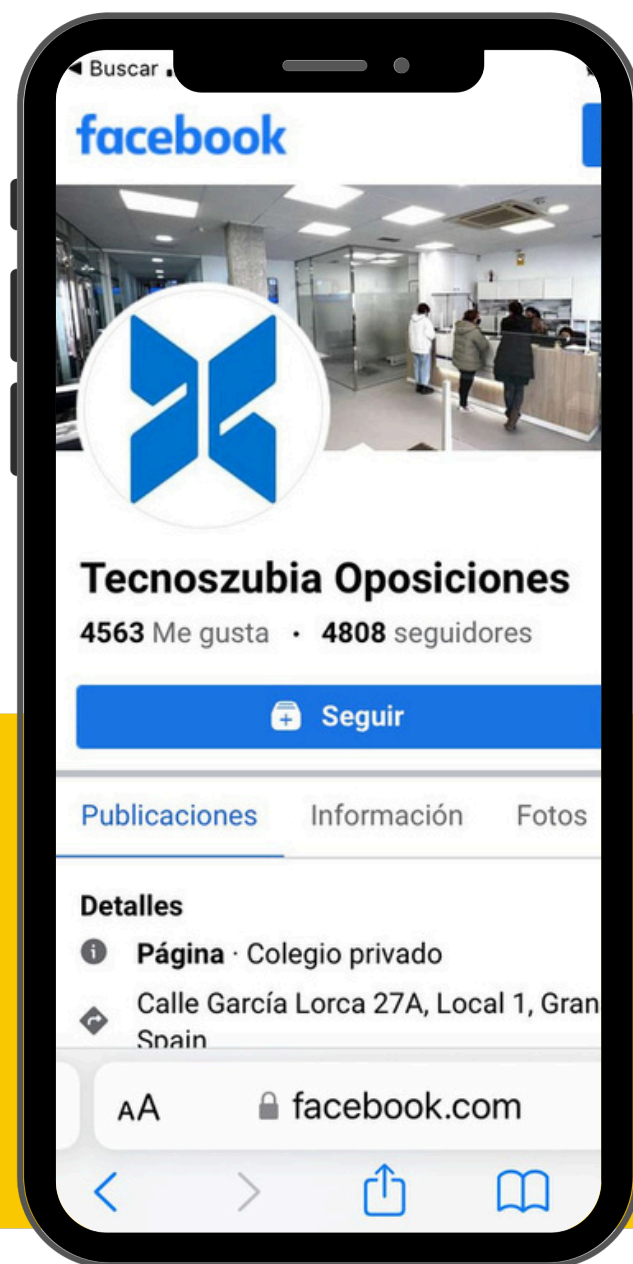 Buscar
facebook
Tecnoszubia Oposiciones
4563 Me gusta · 4808 seguidores
Seguir
Publicaciones Información Fotos
Detalles
Página · Colegio privado
Calle García Lorca 27A, Local 1, Gran
Spain
AA facebook.com